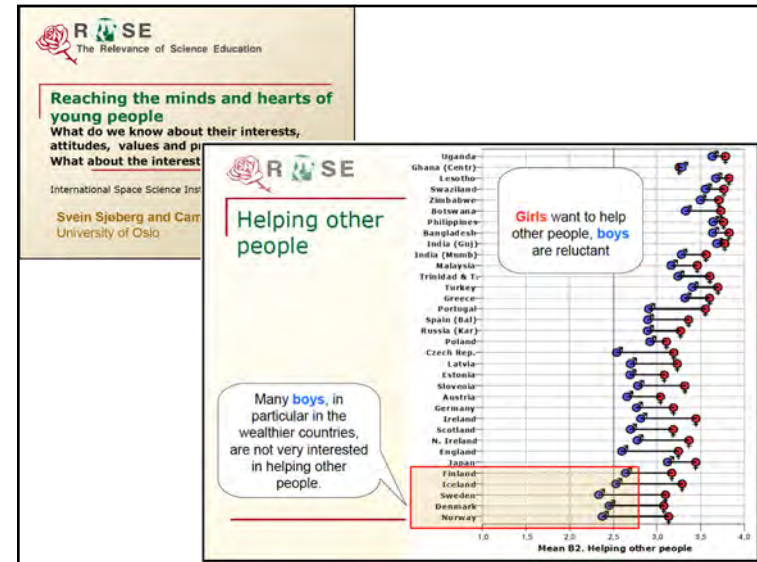 R SE
The Relevance of Science Education
Reaching the minds and hearts of
young people
What do we know about their interests,
attitudes, values and
What about the interest
International Space Science
Svein Sjøberg and
University of Oslo
R SE
Helping other
people
Many boys, in
particular in the
wealthier countries,
are not very interested
in helping other
people.
Girls want to help
other people, boys
are reluctant
Uganda
Ghana (Centr)
Lesotho
Swaziland
Zimbabwe
Botswana
Philippines
Bangladesh
India (Guj)
India (Mumb)
Malaysia
Trinidad & T.
Turkey
Greece
Portugal
Spain (Bal)
Russia (Kar)
Poland
Czech Rep.
Latvia
Estonia
Slovenia
Austria
Germany
Ireland
Scotland
N. Ireland
England
Japan
Finland
Iceland
Sweden
Denmark
Norway
1,0 1,5 2,0 2,5 3,0 3,5 4,0
Mean B2. Helping other people